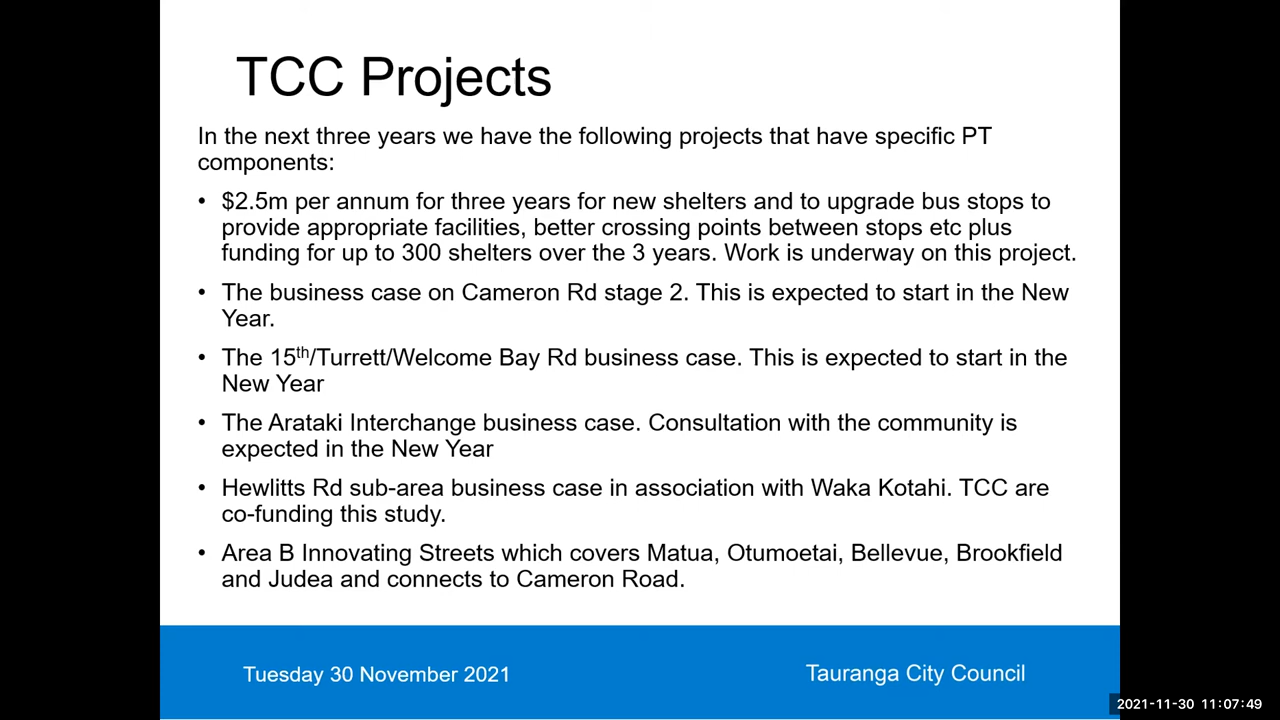 TCC Projects
In the next three years we have the following projects that have specific PT
components:
• $2.5m per annum for three years for new shelters and to upgrade bus stops to
provide appropriate facilities, better crossing points between stops etc plus
funding for up to 300 shelters over the 3 years. Work is underway on this project.
• The business case on Cameron Rd stage 2. This is expected to start in the New
Year.
• The 15th/Turrett/Welcome Bay Rd business case. This is expected to start in the
New Year
• The Arataki Interchange business case. Consultation with the community is
expected in the New Year
• Hewlitts Rd sub-area business case in association with Waka Kotahi. TCC are
co-funding this study.
• Area B Innovating Streets which covers Matua, Otumoetai, Bellevue, Brookfield
and Judea and connects to Cameron Road.
Tuesday 30 November 2021
Tauranga City Council
2021-11-30 11:07:49